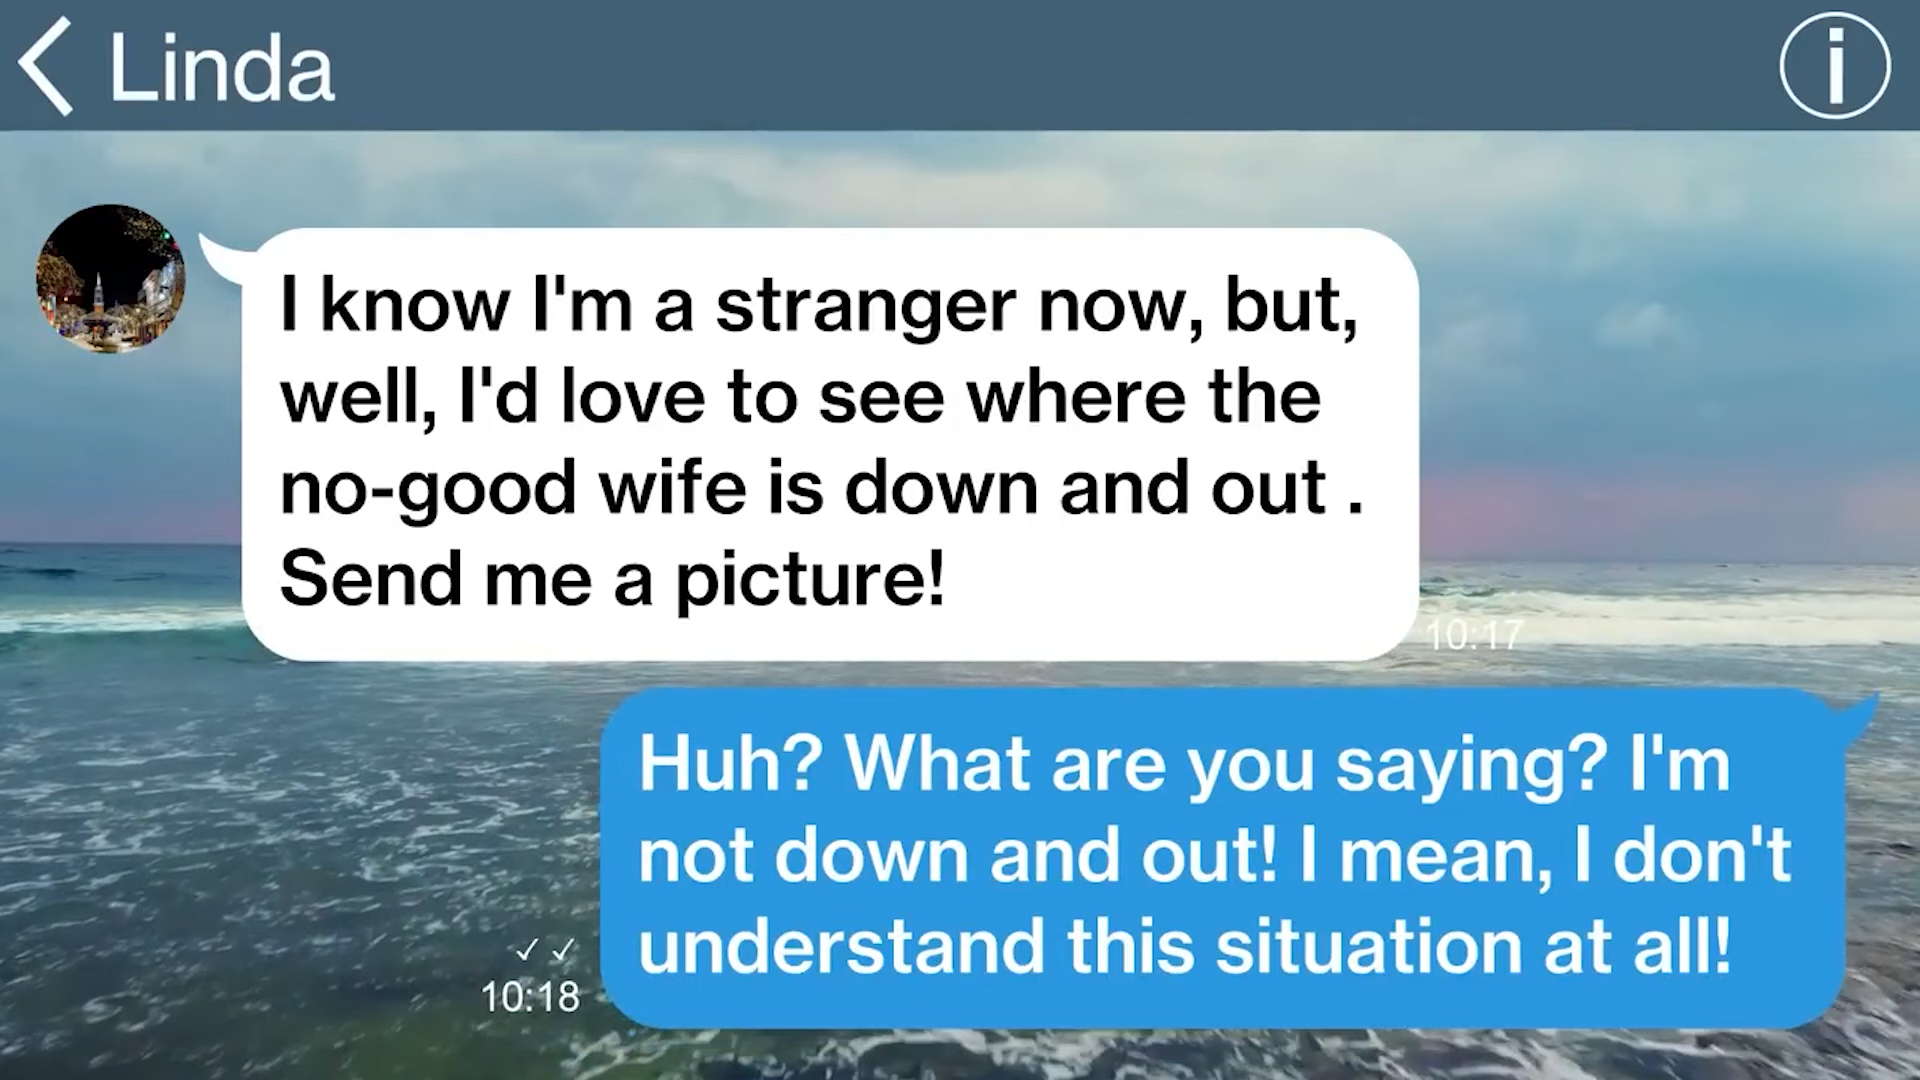 Linda
I know I'm a stranger now, but,
well, I'd love to see where the
no-good wife is down and out .
Send me a picture!
10:17
Huh? What are you saying? I'm
not down and out! I mean, I don't
understand this situation at all!
10:18